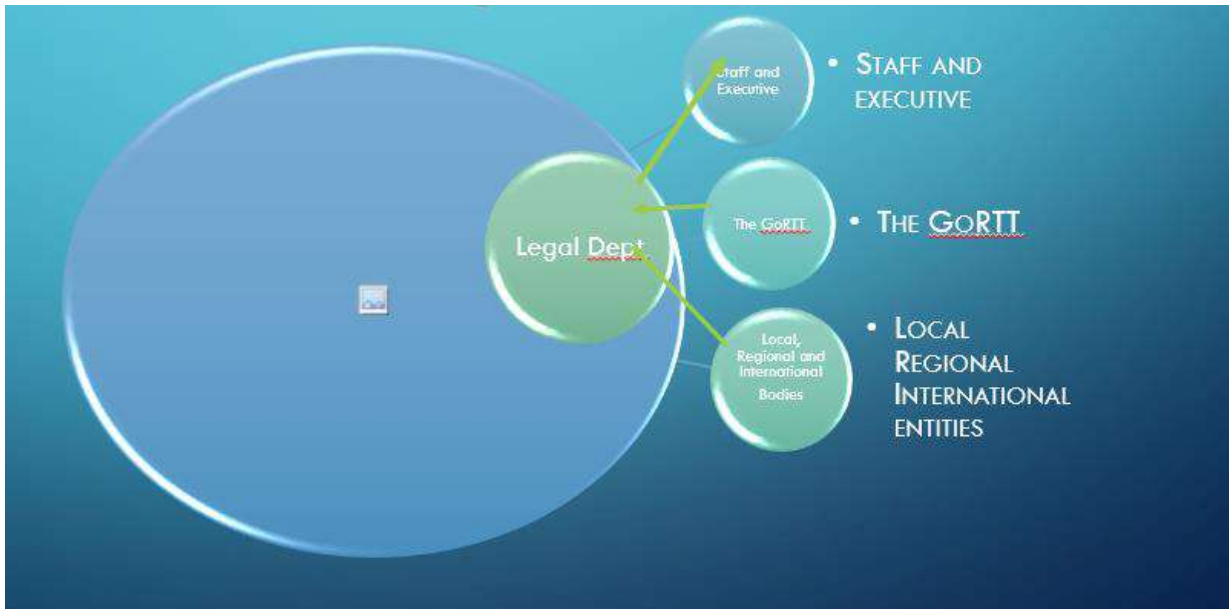 Staff and
Executive
• STAFF AND
EXECUTIVE
Legal Dept.
The GoRTT
• THE GORTT
Local,
Regional and
International
Bodies
• LOCAL
REGIONAL
INTERNATIONAL
ENTITIES